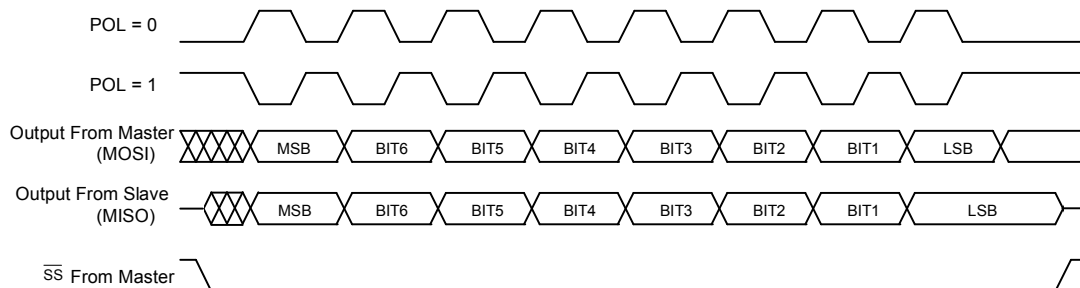 POL = 0
POL = 1
Output From Master
(MOSI)
MSB BIT6 BIT5 BIT4 BIT3 BIT2 BIT1 LSB
Output From Slave
(MISO)
MSB BIT6 BIT5 BIT4 BIT3 BIT2 BIT1 LSB
S̅S̅ From Master